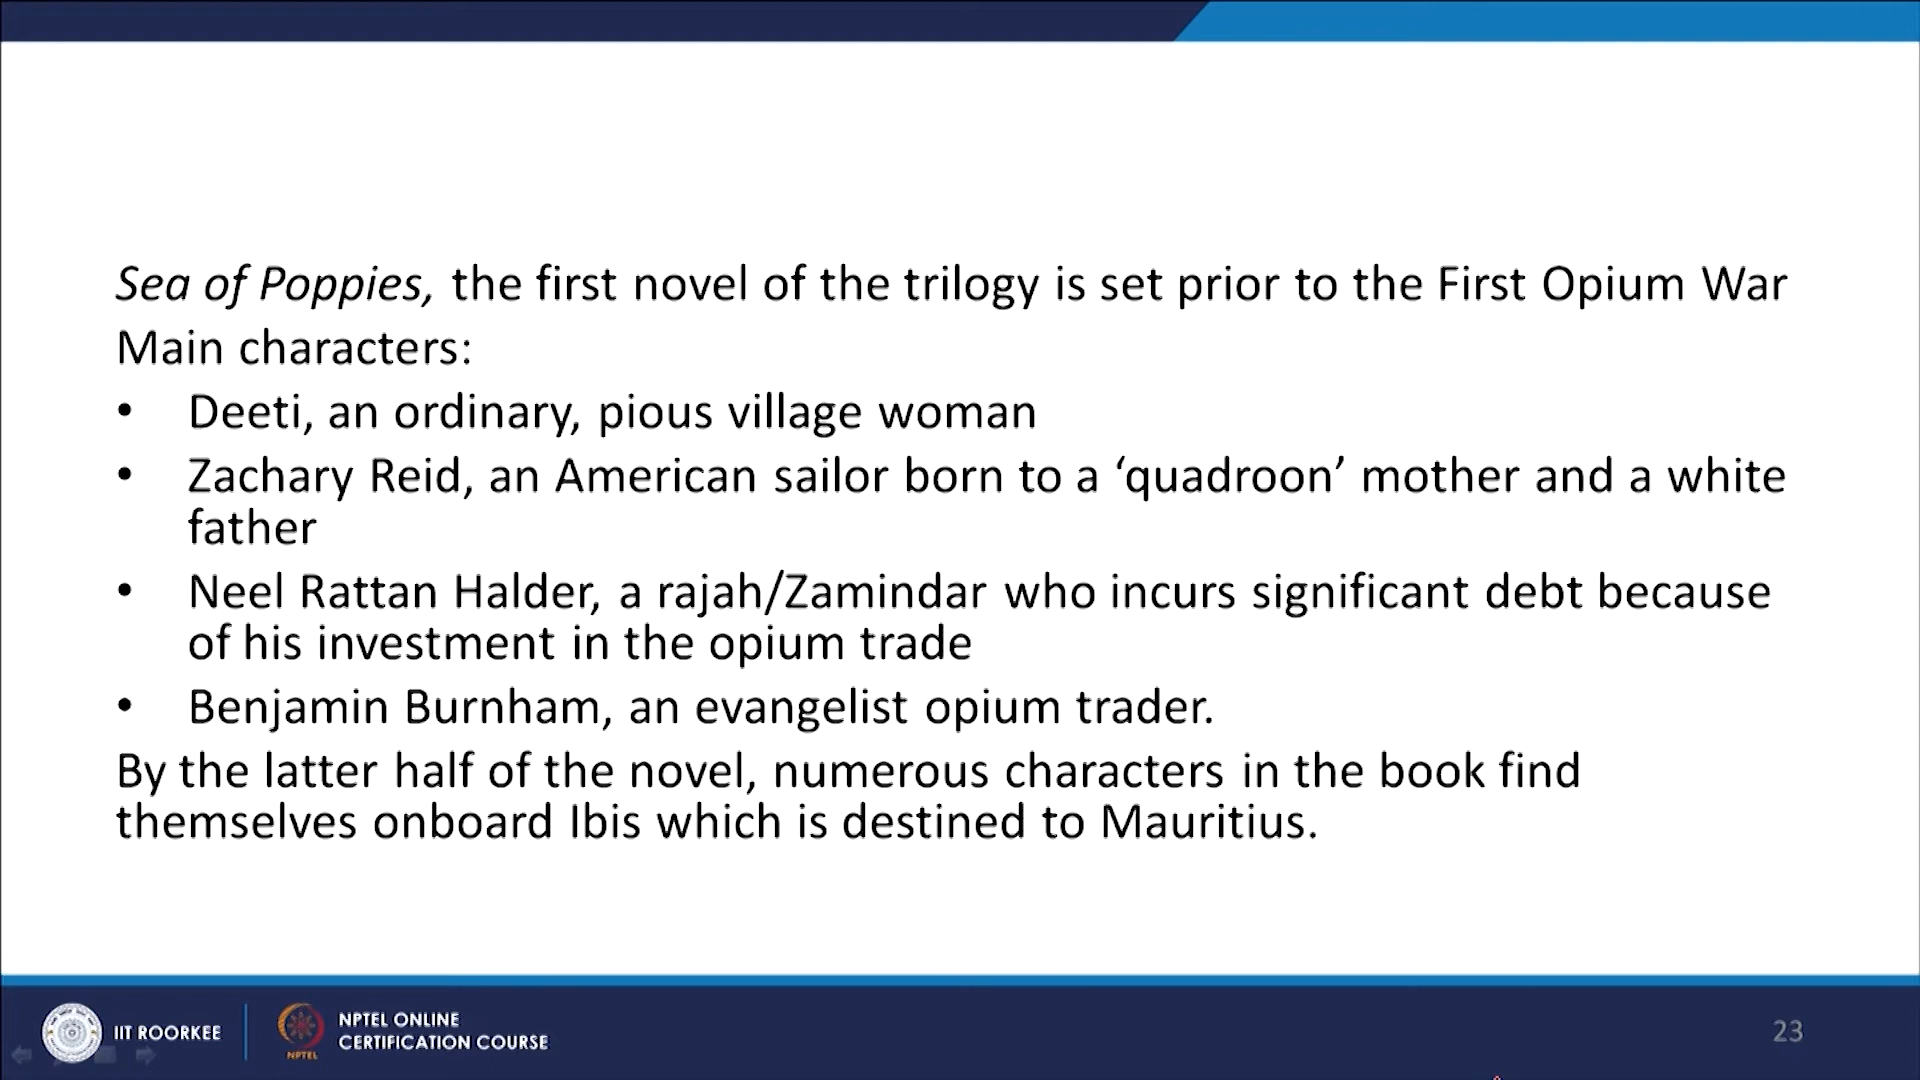 Sea of Poppies, the first novel of the trilogy is set prior to the First Opium War
Main characters:
• Deeti, an ordinary, pious village woman
• Zachary Reid, an American sailor born to a ‘quadroon’ mother and a white
father
• Neel Rattan Halder, a rajah/Zamindar who incurs significant debt because
of his investment in the opium trade
• Benjamin Burnham, an evangelist opium trader.
By the latter half of the novel, numerous characters in the book find
themselves onboard Ibis which is destined to Mauritius.
IIT ROORKEE
NPTEL
NPTEL ONLINE
CERTIFICATION COURSE
23